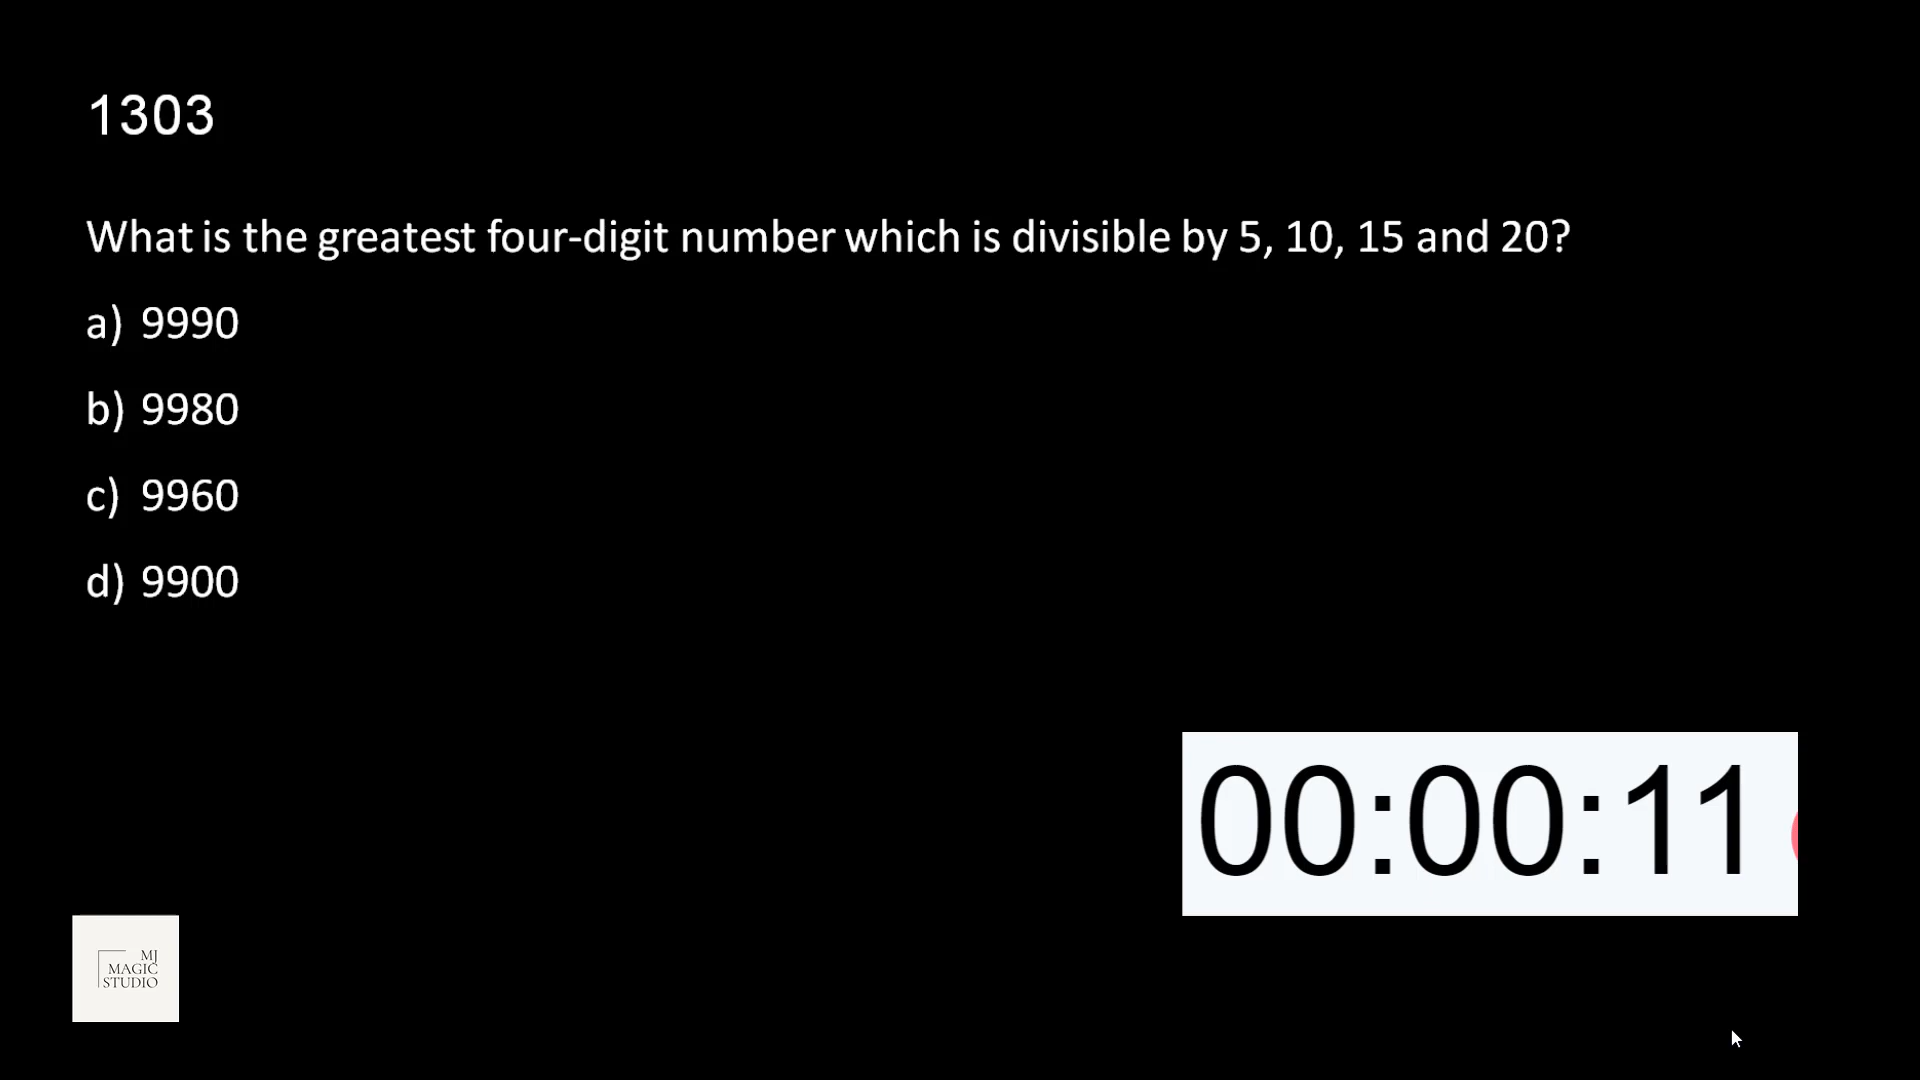 1303
What is the greatest four-digit number which is divisible by 5, 10, 15 and 20?
a) 9990
b) 9980
c) 9960
d) 9900
00:00:11
MJ
MAGIC
STUDIO